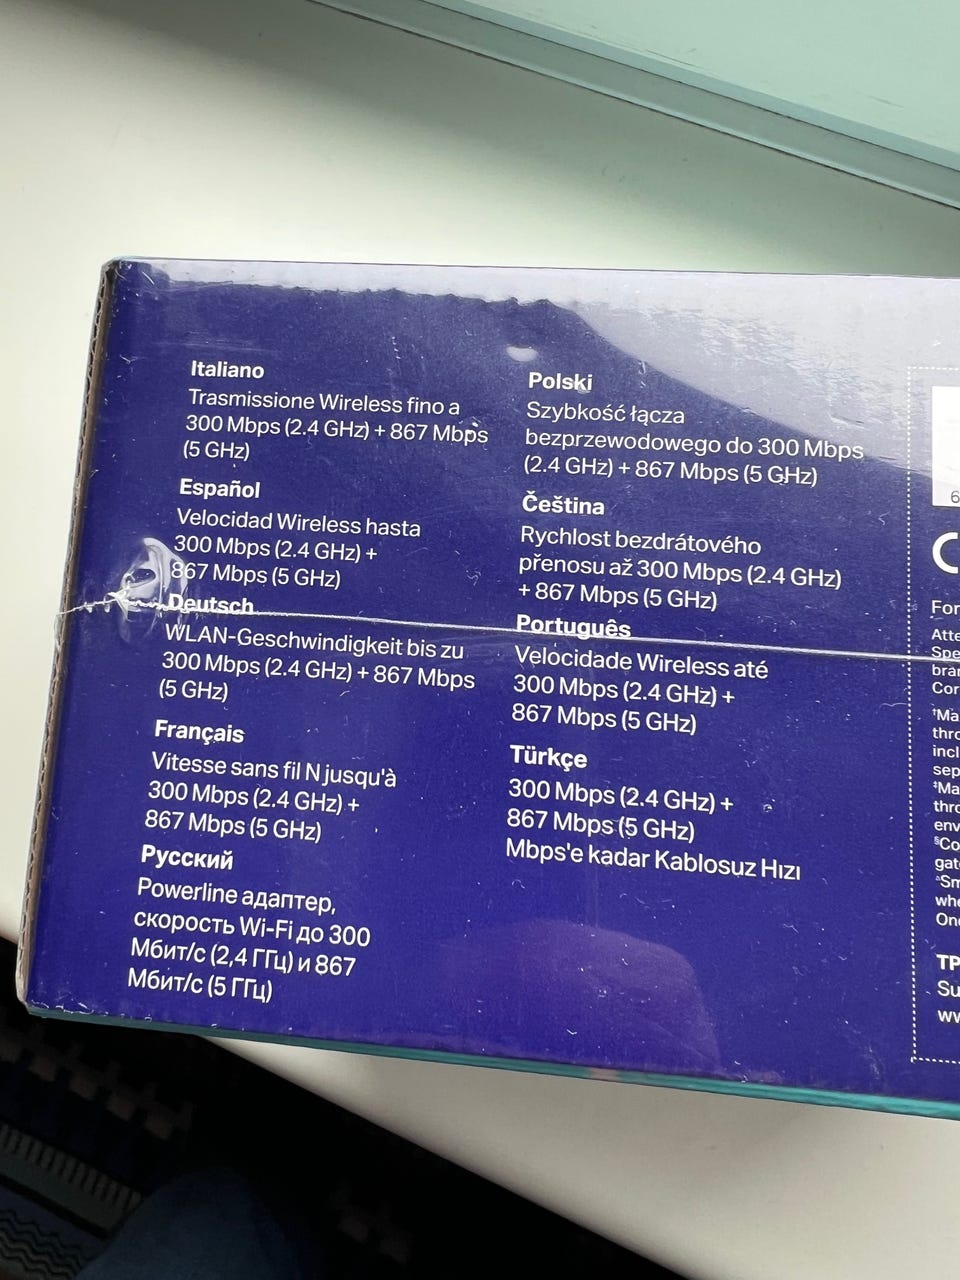 Italiano
Trasmissione Wireless fino a
300 Mbps (2.4 GHz) + 867 Mbps
(5 GHz)
Español
Velocidad Wireless hasta
300 Mbps (2.4 GHz) +
867 Mbps (5 GHz)
Deutsch
WLAN-Geschwindigkeit bis zu
300 Mbps (2.4 GHz) + 867 Mbps
(5 GHz)
Français
Vitesse sans fil N jusqu'à
300 Mbps (2.4 GHz) +
867 Mbps (5 GHz)
Русский
Powerline адаптер,
скорость Wi-Fi до 300
Мбит/с (2,4 ГГц) и 867
Мбит/с (5 ГГц)
Polski
Szybkość łącza
bezprzewodowego do 300 Mbps
(2.4 GHz) + 867 Mbps (5 GHz)
Čeština
Rychlost bezdrátového
přenosu až 300 Mbps (2.4 GHz)
+ 867 Mbps (5 GHz)
Português
Velocidade Wireless até
300 Mbps (2.4 GHz) +
867 Mbps (5 GHz)
Türkçe
300 Mbps (2.4 GHz) +
867 Mbps (5 GHz)
Mbps'e kadar Kablosuz Hızı